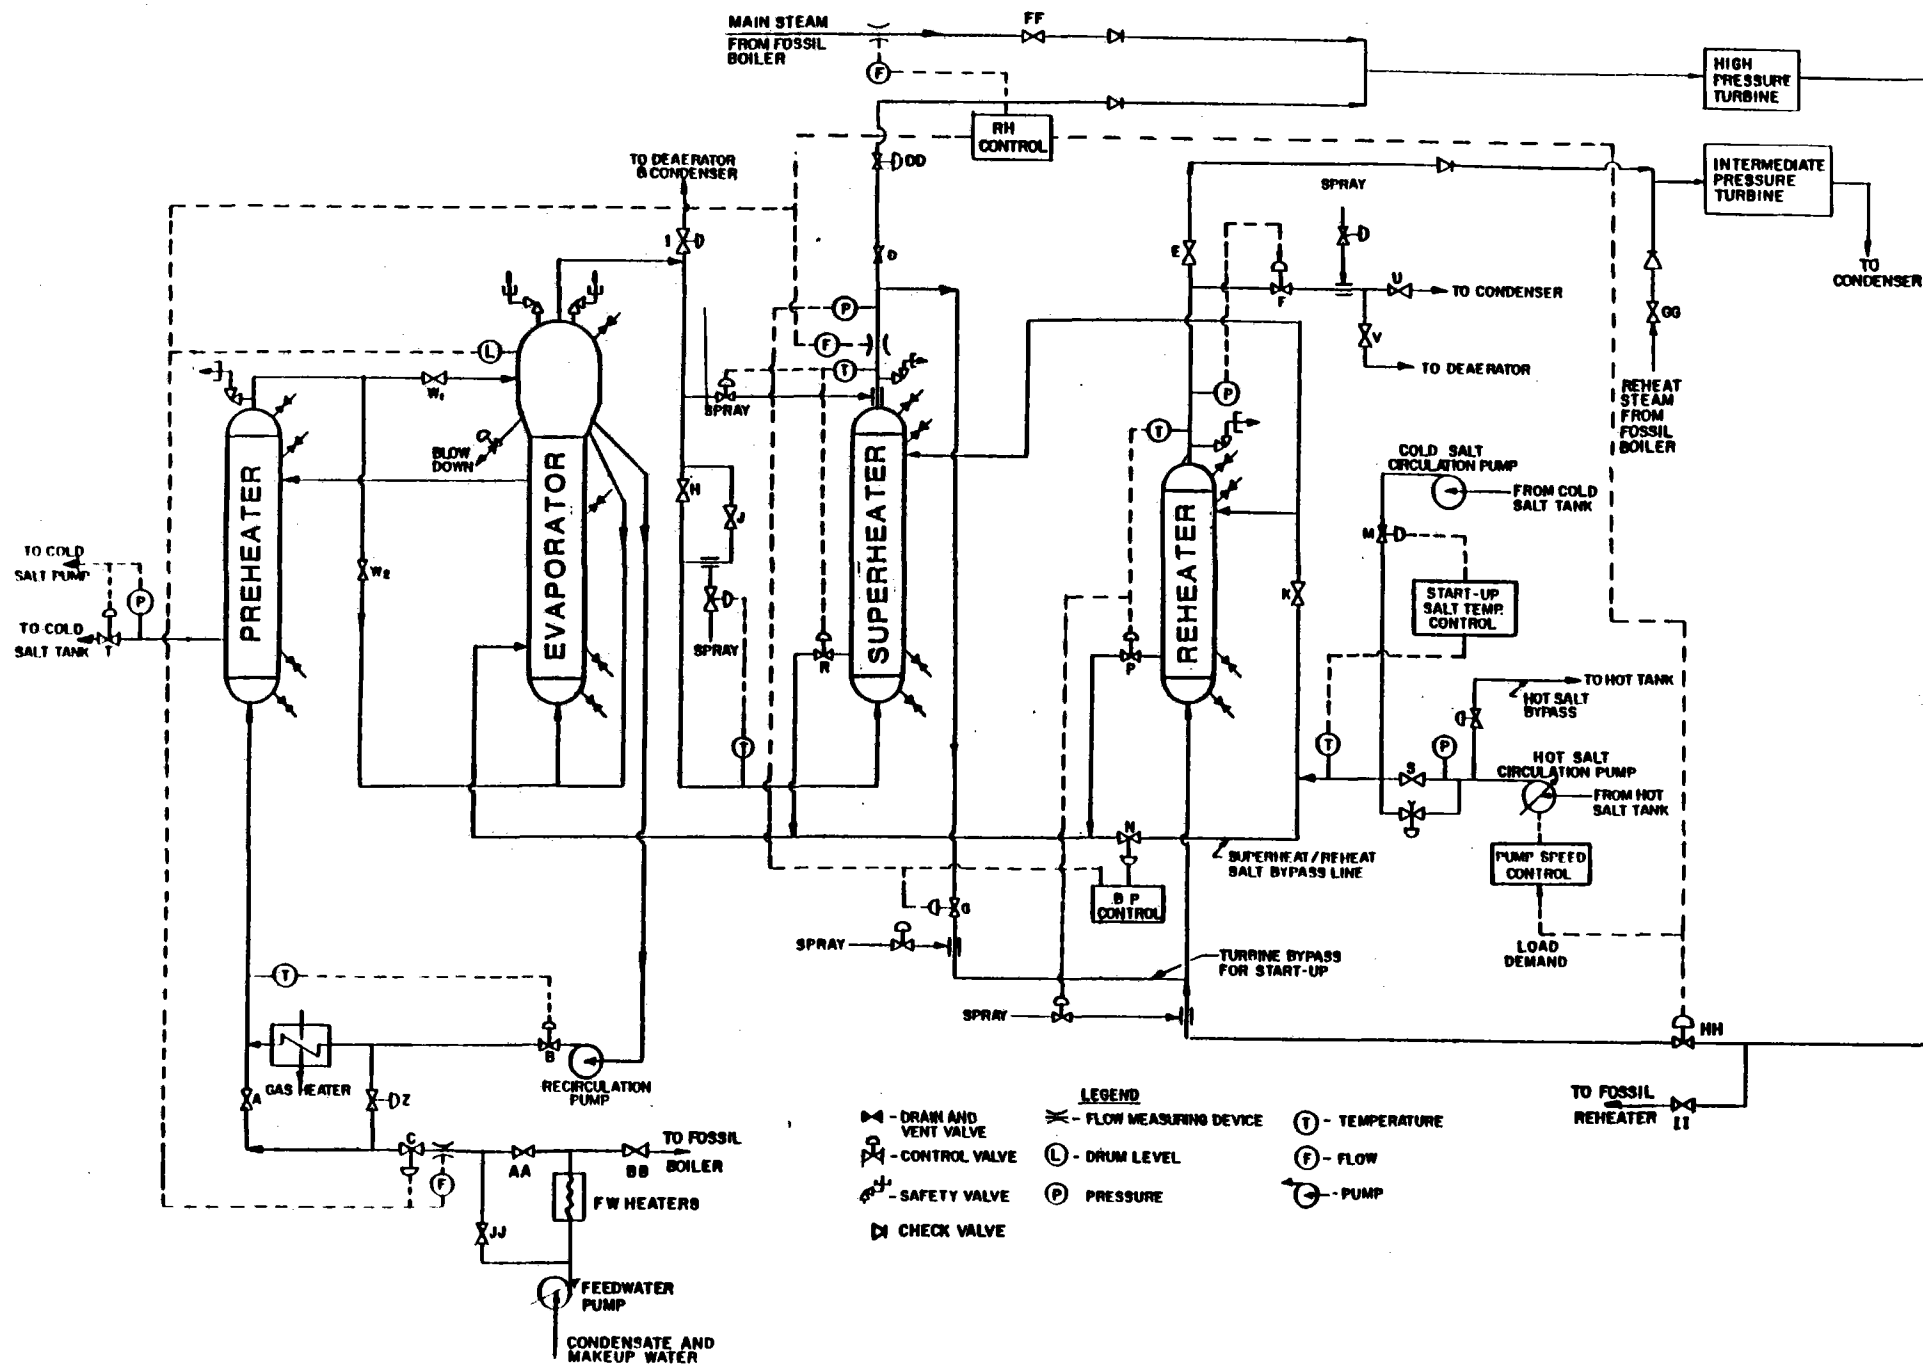 MAIN STEAM
FROM FOSSIL
BOILER
FF
F
HIGH
PRESSURE
TURBINE
RH
CONTROL
INTERMEDIATE
PRESSURE
TURBINE
TO DEAERATOR
& CONDENSER
DD
SPRAY
I
D
E
F
U
TO CONDENSER
V
TO DEAERATOR
TO
CONDENSER
GG
REHEAT
STEAM
FROM
FOSSIL
BOILER
P
F
T
L
W1
SPRAY
BLOW
DOWN
P
T
COLD SALT
CIRCULATION PUMP
FROM COLD
SALT TANK
PREHEATER
EVAPORATOR
SUPERHEATER
REHEATER
H
J
M
W2
K
START-UP
SALT TEMP.
CONTROL
TO COLD
SALT PUMP
P
TO COLD
SALT TANK
T
SPRAY
R
P
TO HOT TANK
HOT SALT
BYPASS
T
T
P
S
HOT SALT
CIRCULATION PUMP
FROM HOT
SALT TANK
Y
N
SUPERHEAT/REHEAT
SALT BYPASS LINE
PUMP SPEED
CONTROL
B P
CONTROL
G
SPRAY
LOAD
DEMAND
TURBINE BYPASS
FOR START-UP
T
SPRAY
HH
B
GAS HEATER
RECIRCULATION
PUMP
A
Z
TO FOSSIL
REHEATER
II
C
F
AA
BB
TO FOSSIL
BOILER
FW HEATERS
JJ
FEEDWATER
PUMP
CONDENSATE AND
MAKEUP WATER
LEGEND
- DRAIN AND
VENT VALVE
- FLOW MEASURING DEVICE
T - TEMPERATURE
- CONTROL VALVE
L - DRUM LEVEL
F - FLOW
- SAFETY VALVE
P PRESSURE
- PUMP
CHECK VALVE